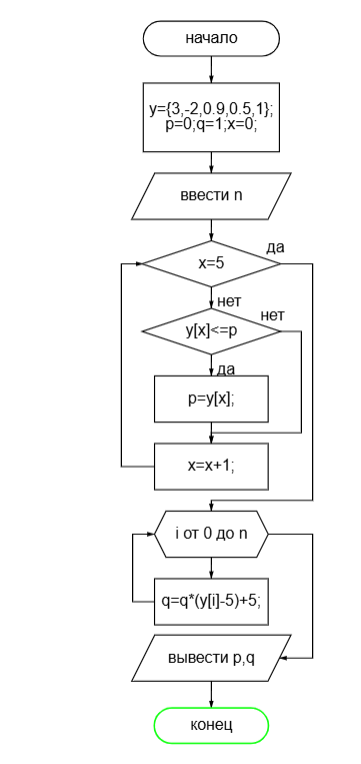 начало
y={3,-2,0.9,0.5,1};
p=0;q=1;x=0;
ввести n
да
x=5
нет
нет
y[x]<=p
да
p=y[x];
x=x+1;
i от 0 до n
q=q*(y[i]-5)+5;
вывести p,q
конец